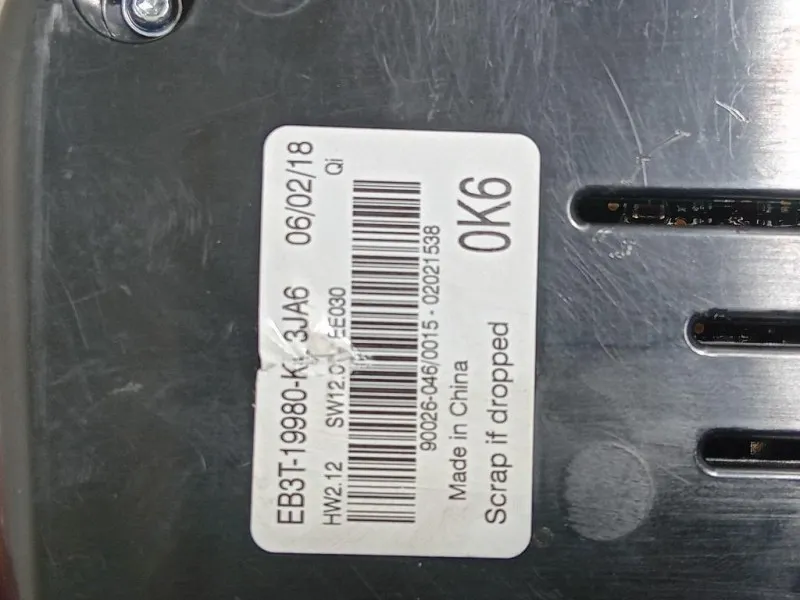 EB3T-19980-K 3JA6 06/02/18
HW2.12 SW12.0 EE030 Qi
90026-046/0015 - 02021538
Made in China
Scrap if dropped 0K6